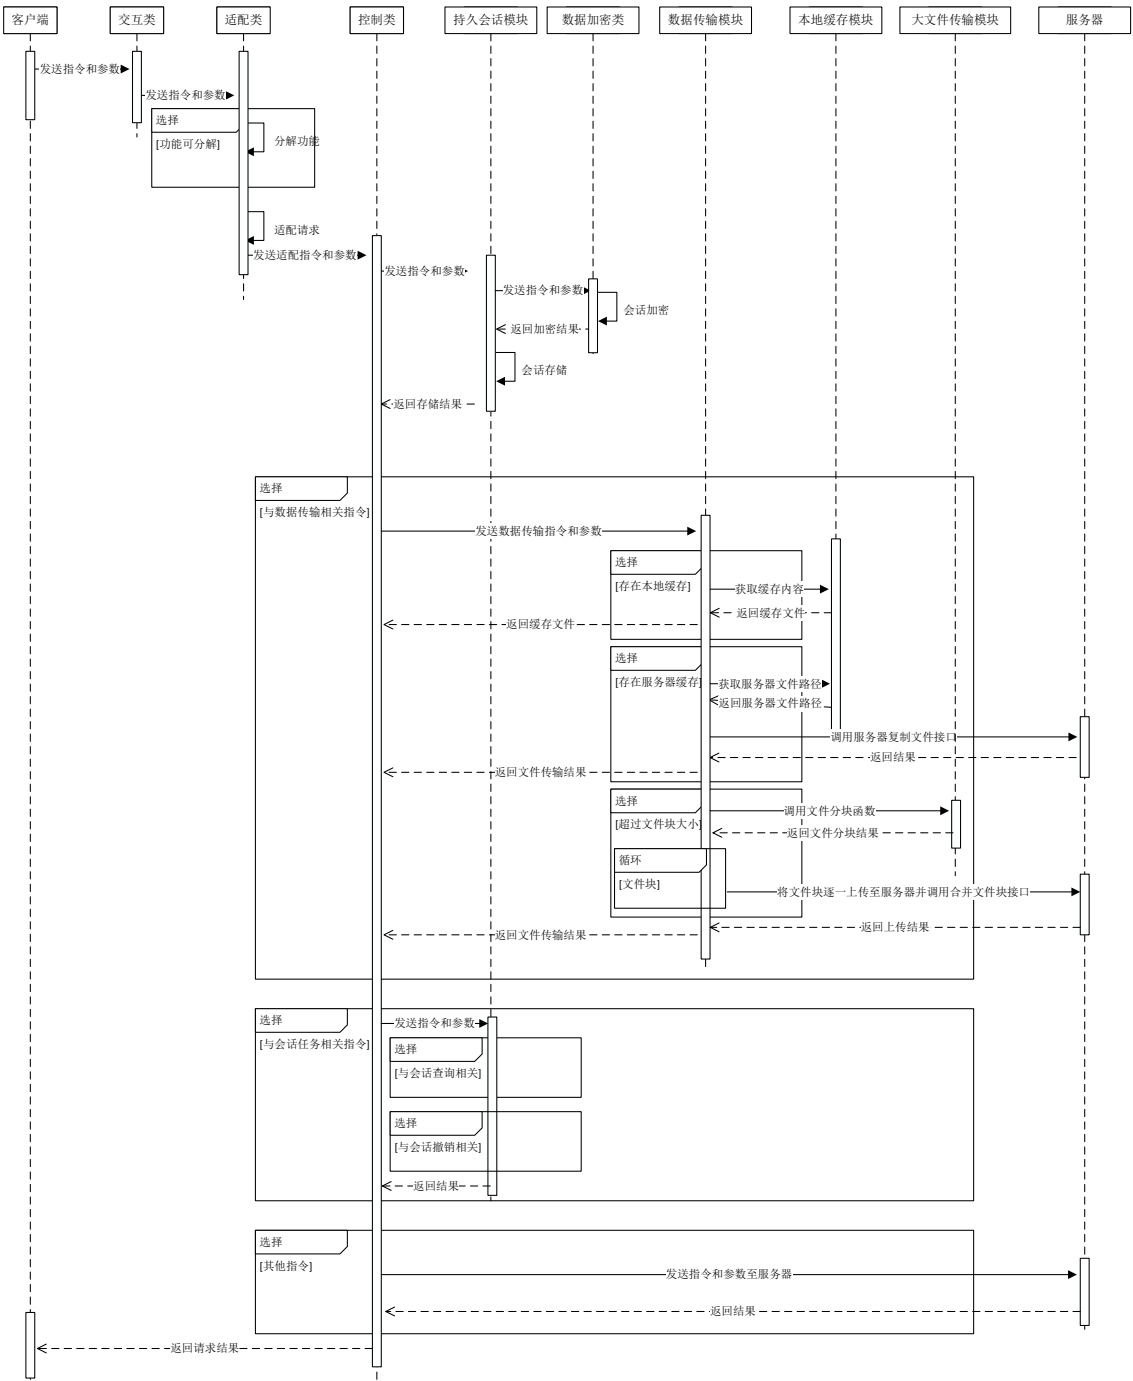 客户端
交互类
适配类
控制类
持久会话模块
数据加密类
数据传输模块
本地缓存模块
大文件传输模块
服务器
发送指令和参数
发送指令和参数
选择
[功能可分解]
分解功能
适配请求
发送适配指令和参数
发送指令和参数
发送指令和参数
会话加密
返回加密结果
会话存储
返回存储结果
选择
[与数据传输相关指令]
发送数据传输指令和参数
选择
[存在本地缓存]
获取缓存内容
返回缓存文件
返回缓存文件
选择
[存在服务器缓存]
获取服务器文件路径
返回服务器文件路径
调用服务器复制文件接口
返回结果
返回文件传输结果
选择
[超过文件块大小]
调用文件分块函数
返回文件分块结果
循环
[文件块]
将文件块逐一上传至服务器并调用合并文件块接口
返回上传结果
返回文件传输结果
选择
[与会话任务相关指令]
发送指令和参数
选择
[与会话查询相关]
选择
[与会话撤销相关]
返回结果
选择
[其他指令]
发送指令和参数至服务器
返回结果
返回请求结果